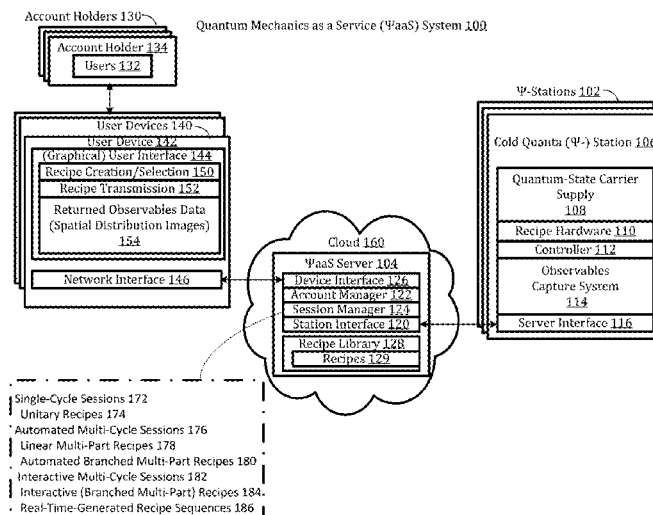 Quantum Mechanics as a Service (ΨaaS) System 100
Account Holders 130
Account Holder 134
Users 132
User Devices 140
User Device 142
(Graphical) User Interface 144
Recipe Creation/Selection 150
Recipe Transmission 152
Returned Observables Data
(Spatial Distribution Images)
154
Network Interface 146
Cloud 160
ΨaaS Server 104
Device Interface 126
Account Manager 122
Session Manager 124
Station Interface 120
Recipe Library 128
Recipes 129
Ψ-Stations 102
Cold Quanta (Ψ-) Station 106
Quantum-State Carrier
Supply
108
Recipe Hardware 110
Controller 112
Observables
Capture System
114
Server Interface 116
Single-Cycle Sessions 172
Unitary Recipes 174
Automated Multi-Cycle Sessions 176
Linear Multi-Part Recipes 178
Automated Branched Multi-Part Recipes 180
Interactive Multi-Cycle Sessions 182
Interactive (Branched Multi-Part) Recipes 184
Real-Time-Generated Recipe Sequences 186